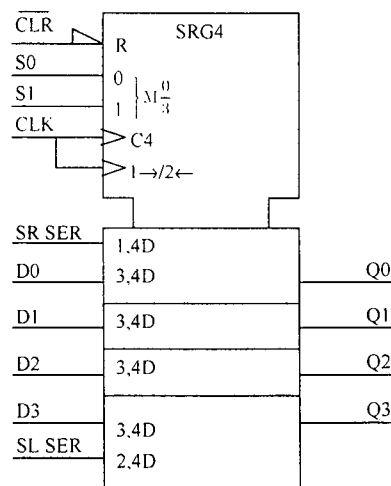 CLR SRG4
R
S0 0
M 0/3
S1 1
CLK C4
1→/2←
SR SER 1,4D
D0 3,4D Q0
D1 3,4D Q1
D2 3,4D Q2
D3 3,4D Q3
SL SER 2,4D